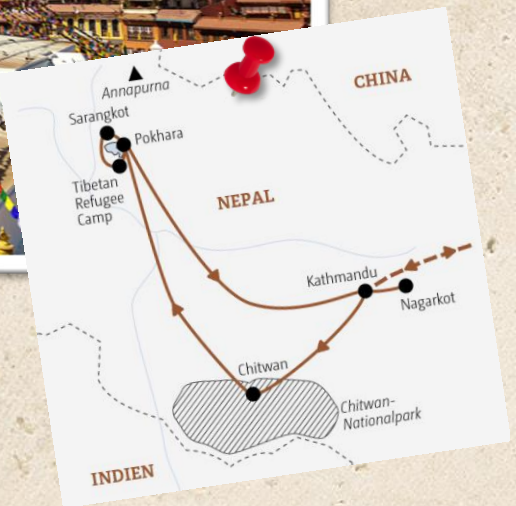 CHINA
Annapurna
Sarangkot
Pokhara
Tibetan
Refugee
Camp
NEPAL
Kathmandu
Nagarkot
Chitwan
Chitwan-
Nationalpark
INDIEN